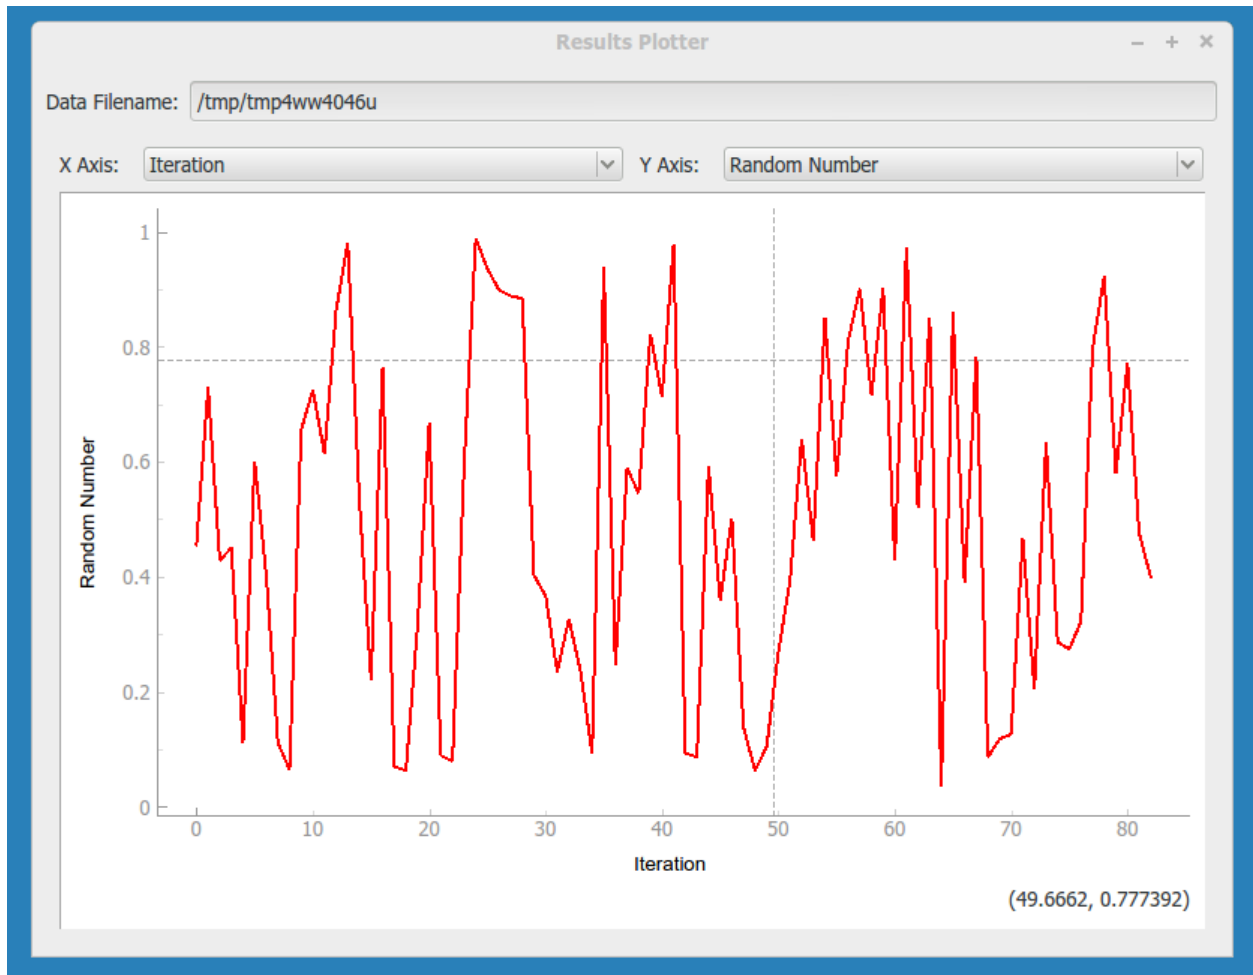 Results Plotter
Data Filename: /tmp/tmp4ww4046u
X Axis: Iteration Y Axis: Random Number
1
0.8
0.6
0.4
0.2
0
Random Number
0 10 20 30 40 50 60 70 80
Iteration
(49.6662, 0.777392)